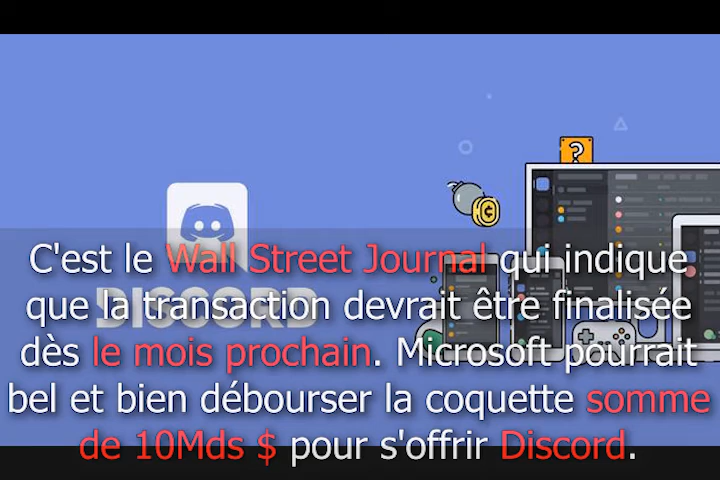 C'est le Wall Street Journal qui indique
que la transaction devrait être finalisée
dès le mois prochain. Microsoft pourrait
bel et bien débourser la coquette somme
de 10Mds $ pour s'offrir Discord.
DISCORD
?